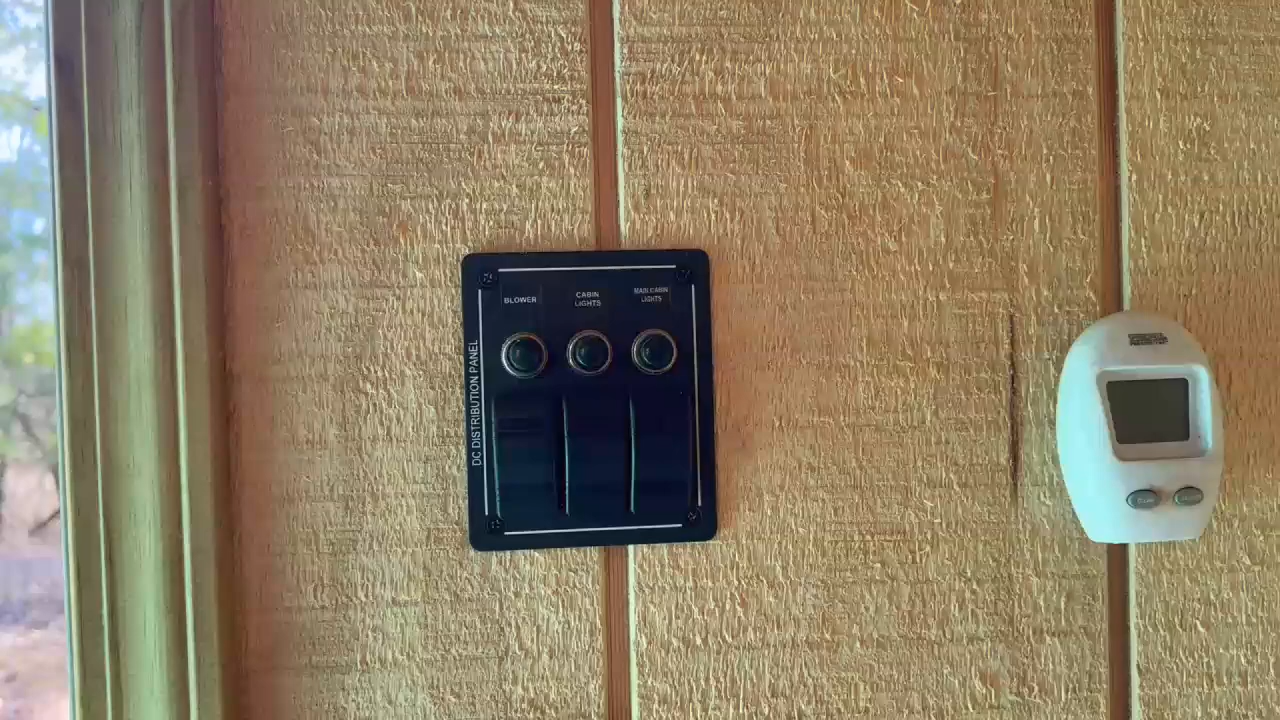 BLOWER
CABIN
LIGHTS
MAIN CABIN
LIGHTS
DC DISTRIBUTION PANEL